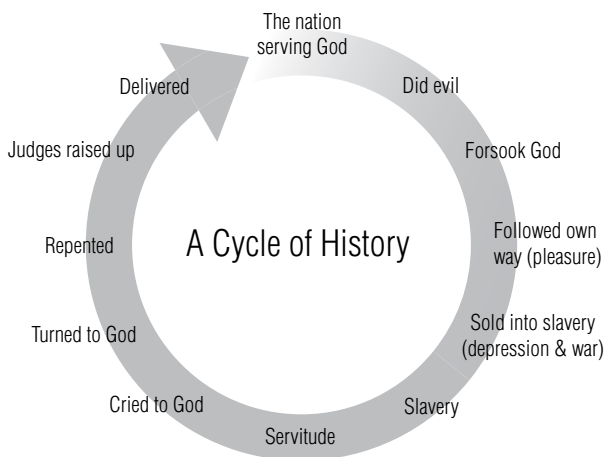 The nation
serving God
Did evil
Forsook God
Followed own
way (pleasure)
Sold into slavery
(depression & war)
Slavery
Servitude
Cried to God
Turned to God
Repented
Judges raised up
Delivered
A Cycle of History